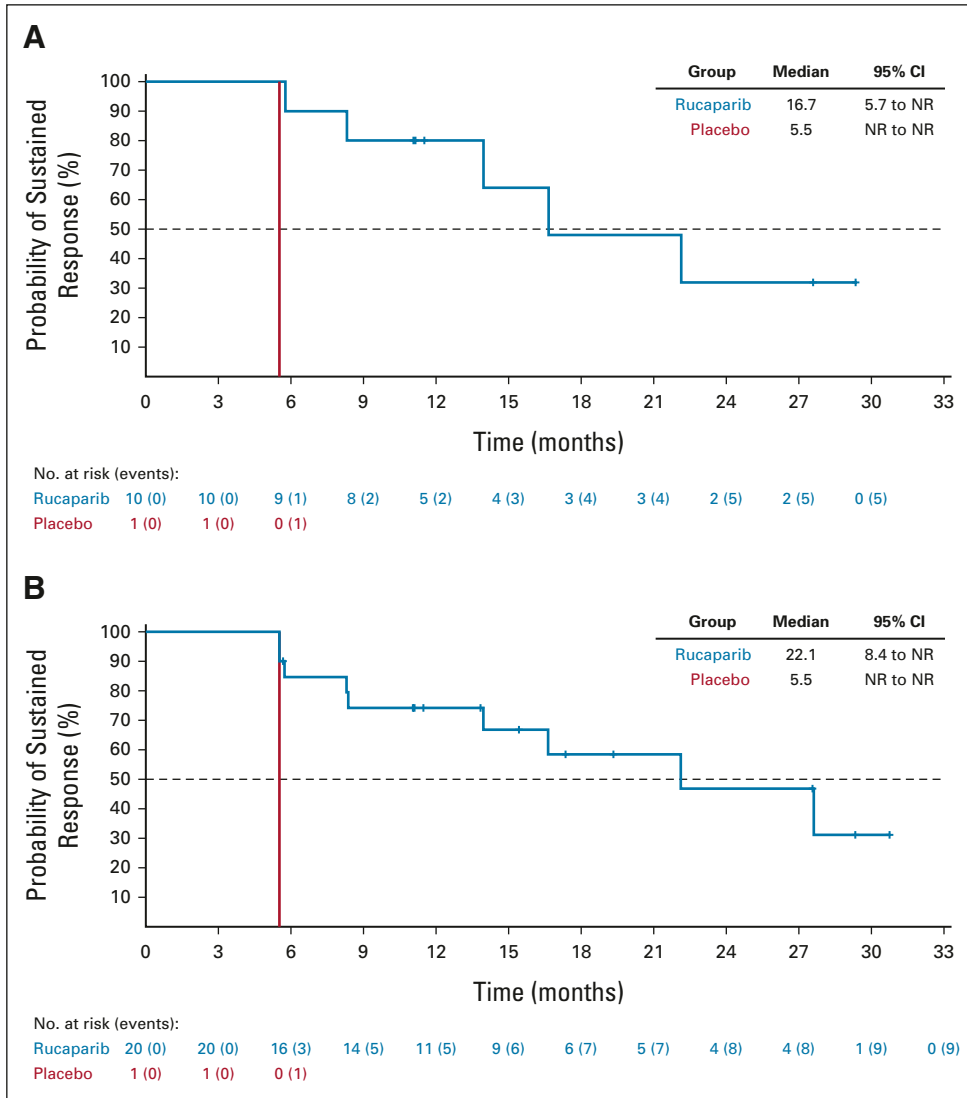 A
Group Median 95% CI
Rucaparib 16.7 5.7 to NR
Placebo 5.5 NR to NR
Probability of Sustained
Response (%)
100
90
80
70
60
50
40
30
20
10
0 3 6 9 12 15 18 21 24 27 30 33
Time (months)
No. at risk (events):
Rucaparib 10 (0) 10 (0) 9 (1) 8 (2) 5 (2) 4 (3) 3 (4) 3 (4) 2 (5) 2 (5) 0 (5)
Placebo 1 (0) 1 (0) 0 (1)
B
Group Median 95% CI
Rucaparib 22.1 8.4 to NR
Placebo 5.5 NR to NR
Probability of Sustained
Response (%)
100
90
80
70
60
50
40
30
20
10
0 3 6 9 12 15 18 21 24 27 30 33
Time (months)
No. at risk (events):
Rucaparib 20 (0) 20 (0) 16 (3) 14 (5) 11 (5) 9 (6) 6 (7) 5 (7) 4 (8) 4 (8) 1 (9) 0 (9)
Placebo 1 (0) 1 (0) 0 (1)